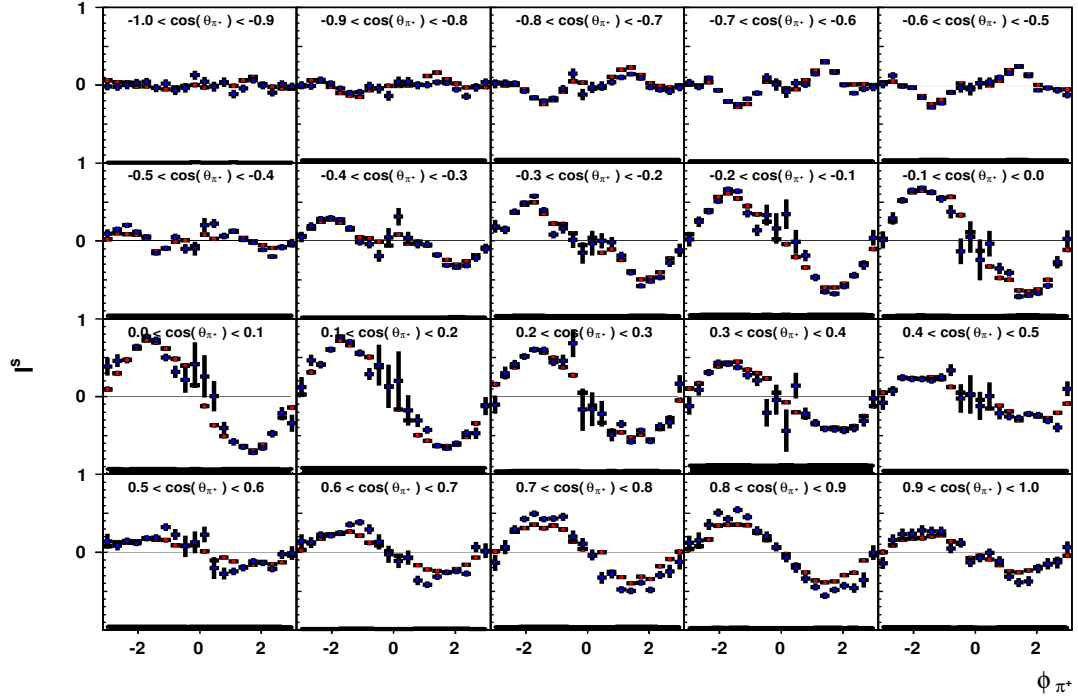 1
-1.0 < cos( θπ+ ) < -0.9
-0.9 < cos( θπ+ ) < -0.8
-0.8 < cos( θπ+ ) < -0.7
-0.7 < cos( θπ+ ) < -0.6
-0.6 < cos( θπ+ ) < -0.5
0
1
-0.5 < cos( θπ+ ) < -0.4
-0.4 < cos( θπ+ ) < -0.3
-0.3 < cos( θπ+ ) < -0.2
-0.2 < cos( θπ+ ) < -0.1
-0.1 < cos( θπ+ ) < 0.0
0
1
0.0 < cos( θπ+ ) < 0.1
0.1 < cos( θπ+ ) < 0.2
0.2 < cos( θπ+ ) < 0.3
0.3 < cos( θπ+ ) < 0.4
0.4 < cos( θπ+ ) < 0.5
Is
0
1
0.5 < cos( θπ+ ) < 0.6
0.6 < cos( θπ+ ) < 0.7
0.7 < cos( θπ+ ) < 0.8
0.8 < cos( θπ+ ) < 0.9
0.9 < cos( θπ+ ) < 1.0
0
-2 0 2 -2 0 2 -2 0 2 -2 0 2 -2 0 2
ϕ π+